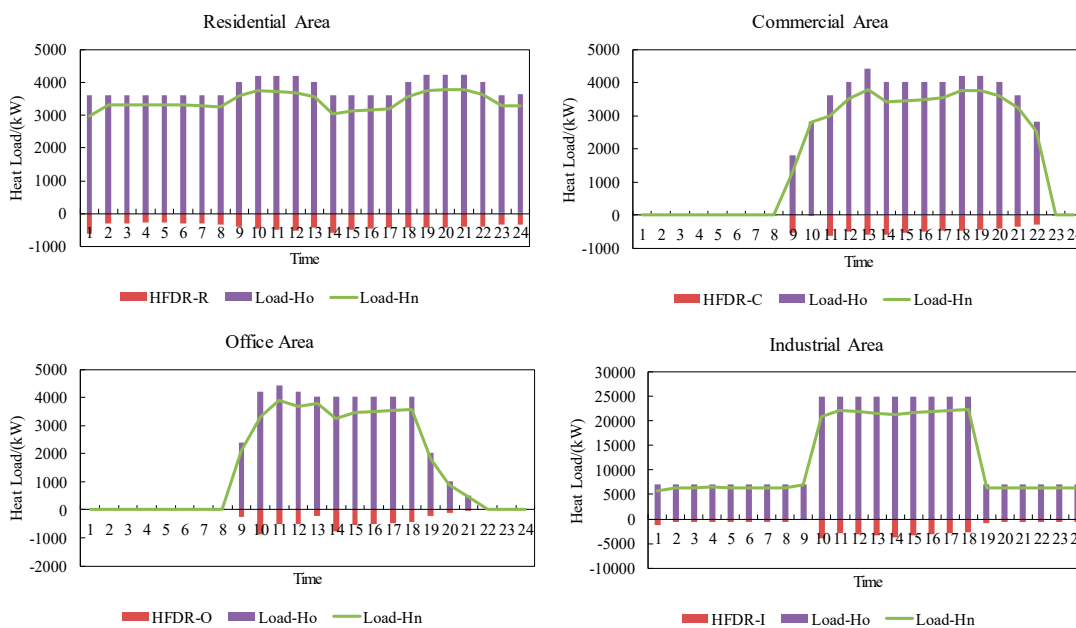 Residential Area
5000
4000
3000
2000
1000
0
-1000
Heat Load/(kW)
1 2 3 4 5 6 7 8 9 10 11 12 13 14 15 16 17 18 19 20 21 22 23 24
Time
HFDR-R Load-Ho Load-Hn
Commercial Area
5000
4000
3000
2000
1000
0
-1000
Heat Load/(kW)
1 2 3 4 5 6 7 8 9 10 11 12 13 14 15 16 17 18 19 20 21 22 23 24
Time
HFDR-C Load-Ho Load-Hn
Office Area
5000
4000
3000
2000
1000
0
-1000
-2000
Heat Load/(kW)
1 2 3 4 5 6 7 8 9 10 11 12 13 14 15 16 17 18 19 20 21 22 23 24
Time
HFDR-O Load-Ho Load-Hn
Industrial Area
30000
25000
20000
15000
10000
5000
0
-5000
-10000
Heat Load/(kW)
1 2 3 4 5 6 7 8 9 10 11 12 13 14 15 16 17 18 19 20 21 22 23 24
Time
HFDR-I Load-Ho Load-Hn